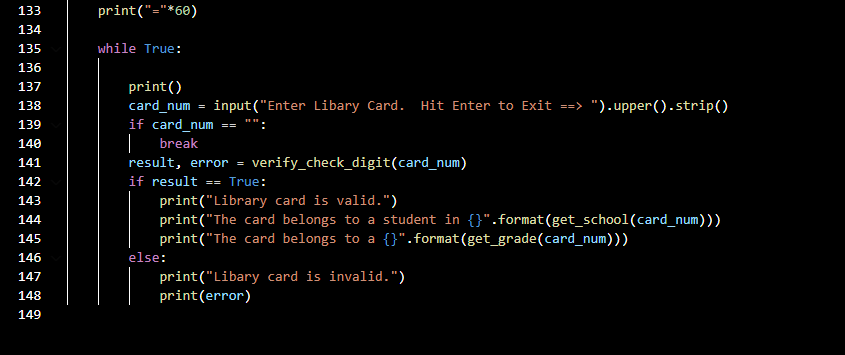 133 print("="*60)
134
135 while True:
136
137 print()
138 card_num = input("Enter Libary Card.  Hit Enter to Exit ==> ").upper().strip()
139 if card_num == "":
140 break
141 result, error = verify_check_digit(card_num)
142 if result == True:
143 print("Library card is valid.")
144 print("The card belongs to a student in {}".format(get_school(card_num)))
145 print("The card belongs to a {}".format(get_grade(card_num)))
146 else:
147 print("Libary card is invalid.")
148 print(error)
149